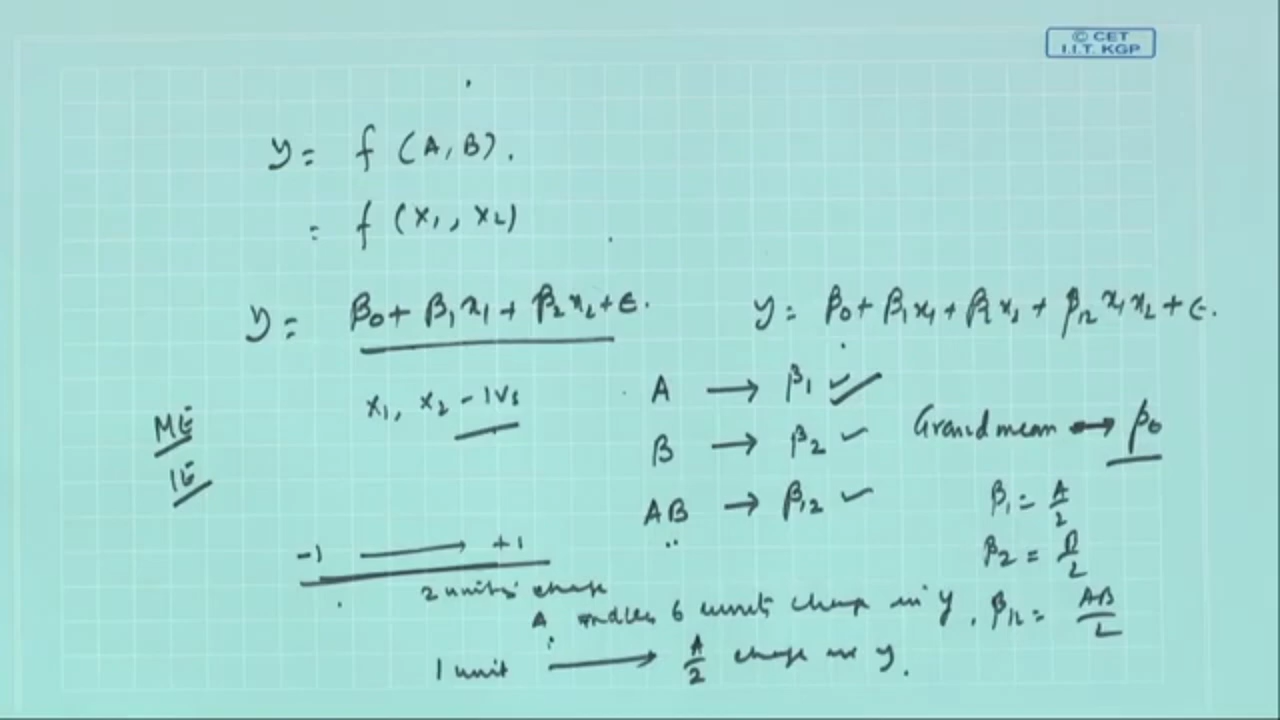 © CET
I.I.T. KGP
y = f (A, B).
= f (x₁, x₂)
y = β₀ + β₁x₁ + β₂x₂ + ε.
y = β₀ + β₁x₁ + β₂x₂ + β₁₂x₁x₂ + ε.
x₁, x₂ - IVs
A → β₁ ✓
B → β₂ ✓
AB → β₁₂ ✓
Grand mean → β₀
ME
IE
β₁ = A/2
β₂ = B/2
β₁₂ = AB/2
-1 → +1
2 units change
A 6 units change in y.
1 unit → A/2 change in y.